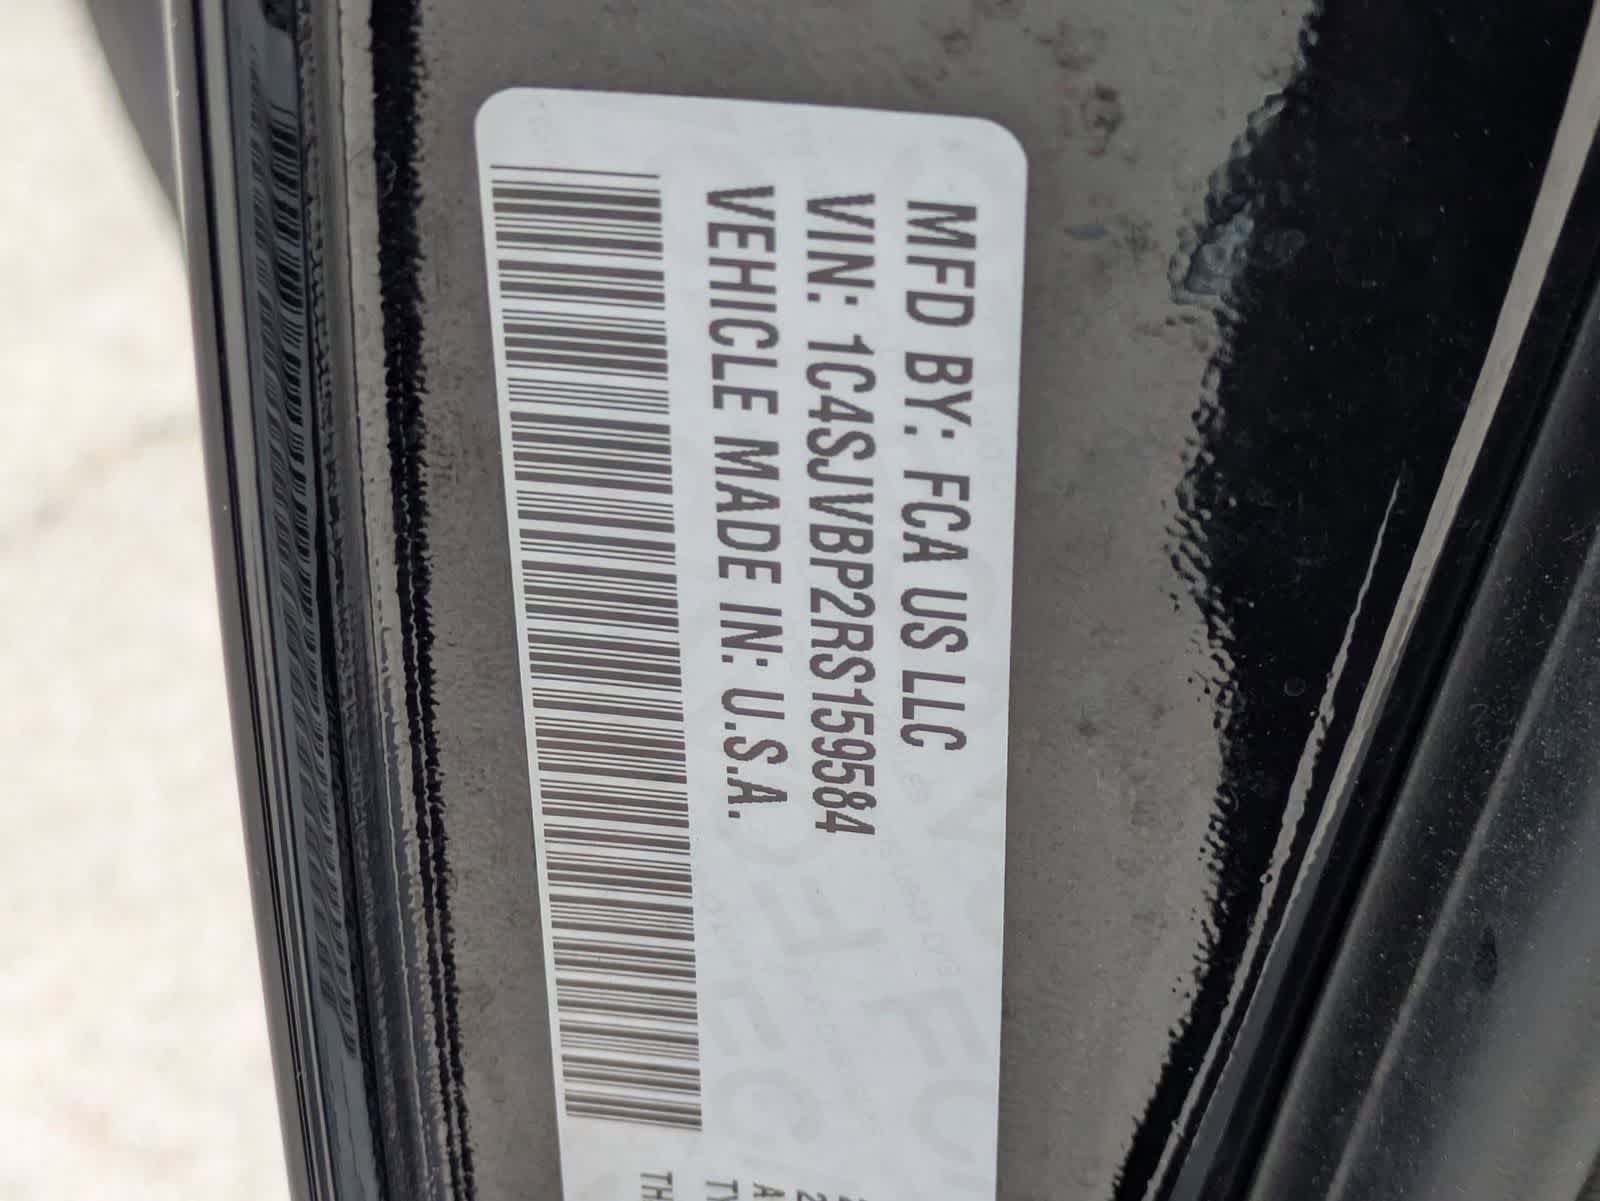 MFD BY: FCA US LLC
VIN: 1C4SJVBP2RS159584
VEHICLE MADE IN: U.S.A.